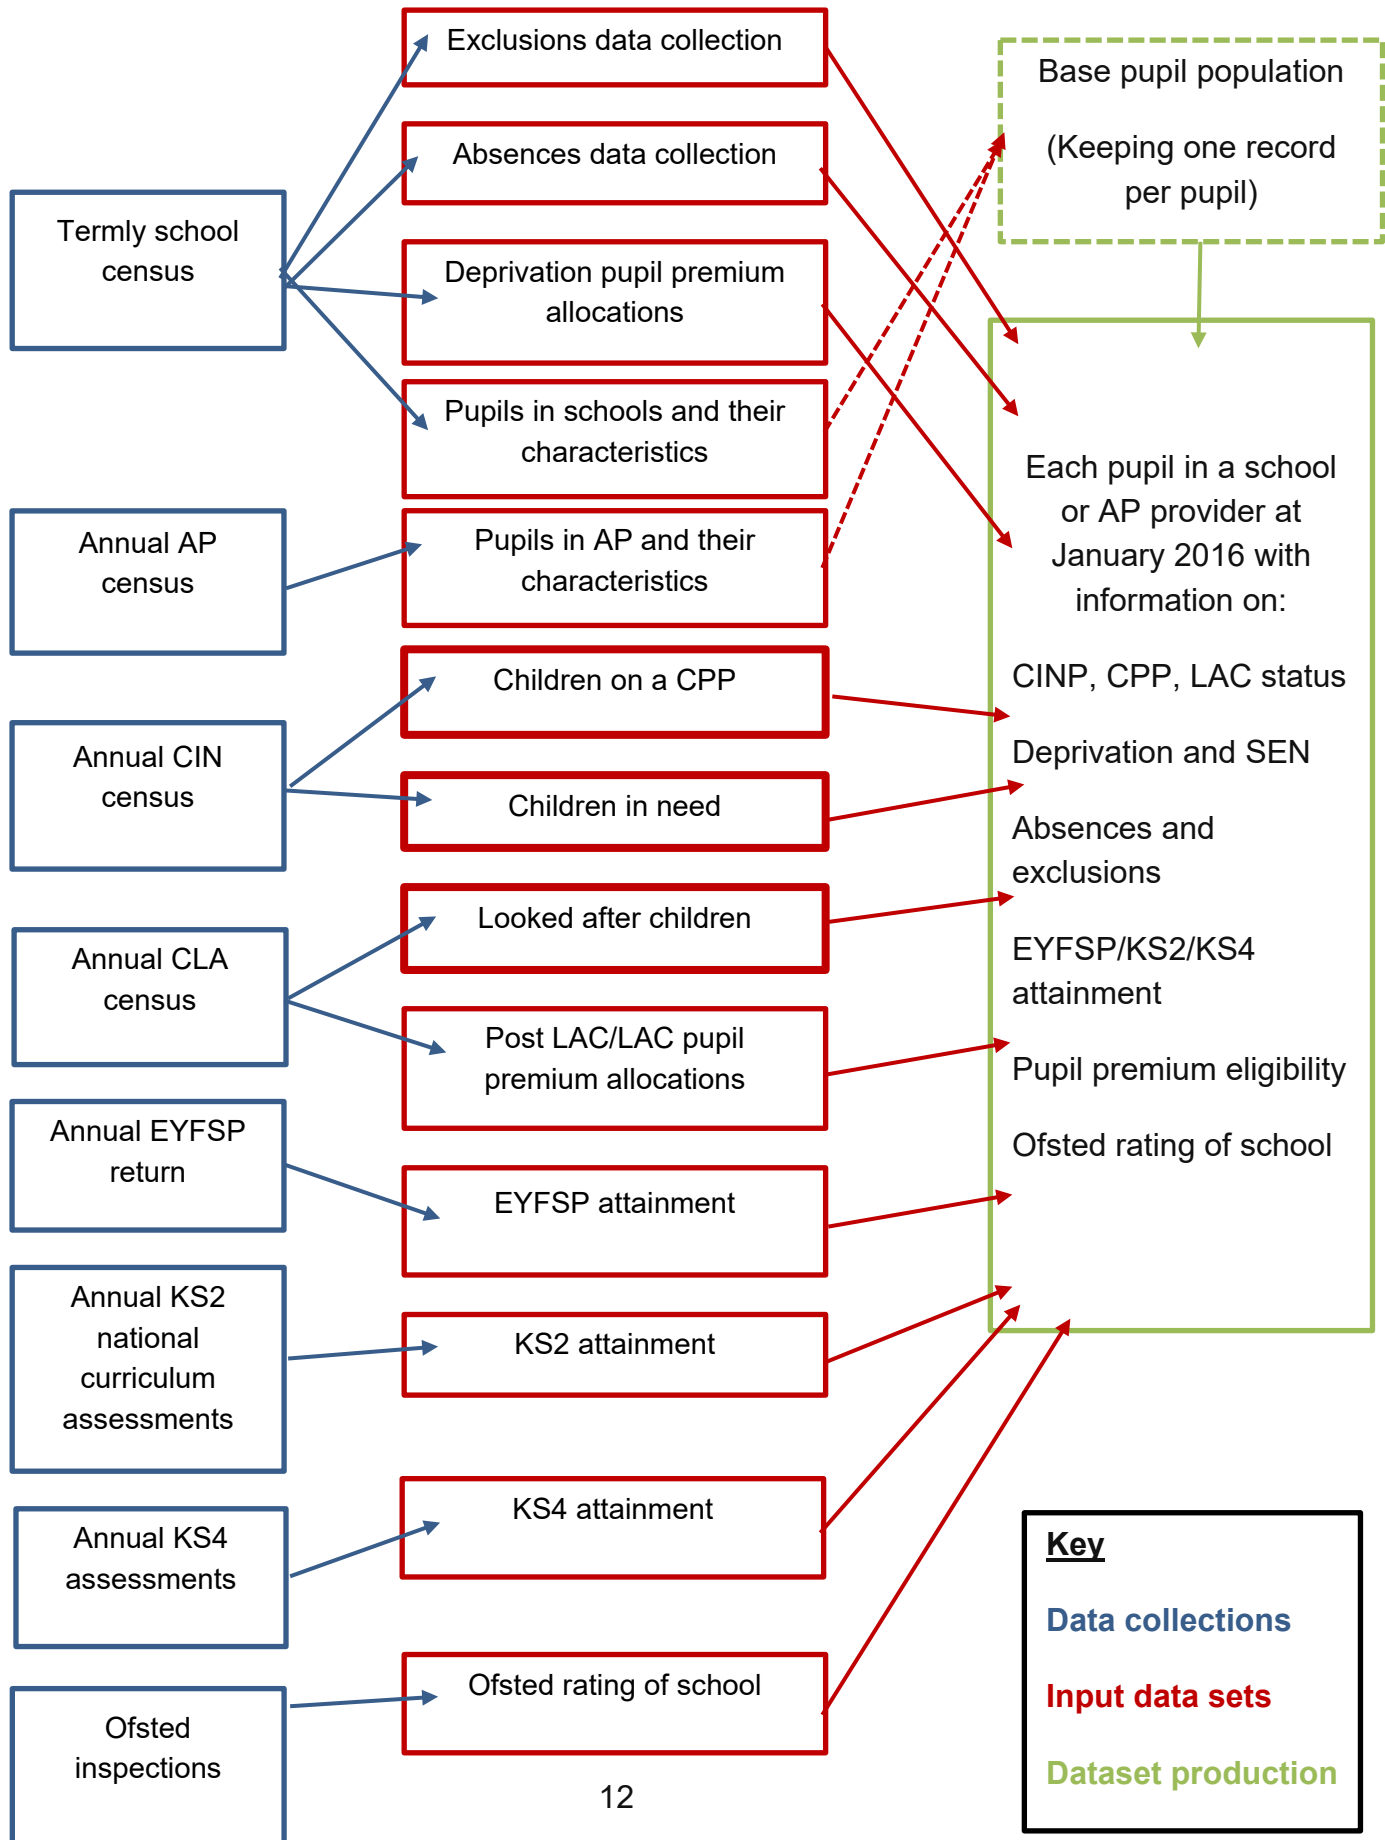 Termly school
census
Annual AP
census
Annual CIN
census
Annual CLA
census
Annual EYFSP
return
Annual KS2
national
curriculum
assessments
Annual KS4
assessments
Ofsted
inspections
Exclusions data collection
Absences data collection
Deprivation pupil premium
allocations
Pupils in schools and their
characteristics
Pupils in AP and their
characteristics
Children on a CPP
Children in need
Looked after children
Post LAC/LAC pupil
premium allocations
EYFSP attainment
KS2 attainment
KS4 attainment
Ofsted rating of school
Base pupil population
(Keeping one record
per pupil)
Each pupil in a school
or AP provider at
January 2016 with
information on:
CINP, CPP, LAC status
Deprivation and SEN
Absences and
exclusions
EYFSP/KS2/KS4
attainment
Pupil premium eligibility
Ofsted rating of school
Key
Data collections
Input data sets
Dataset production
12